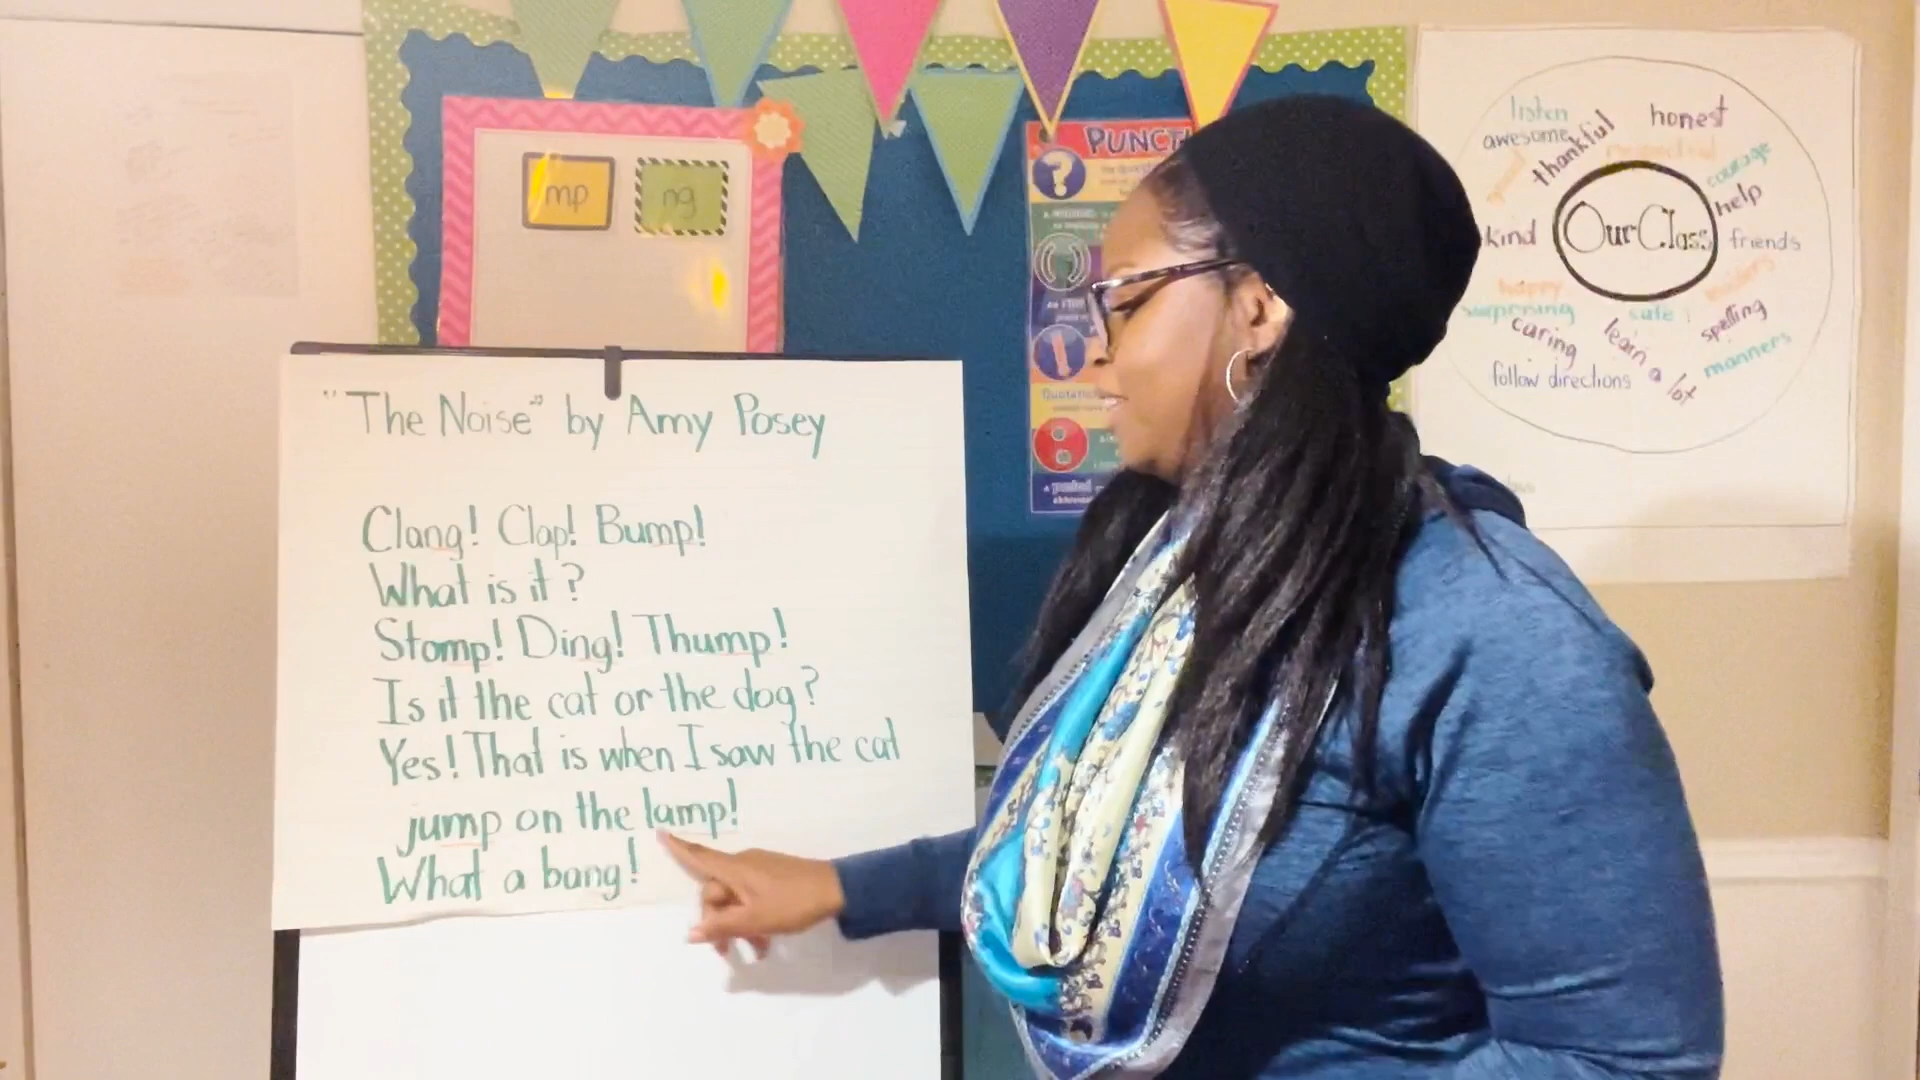 "The Noise" by Amy Posey
Clang! Clap! Bump!
What is it?
Stomp! Ding! Thump!
Is it the cat or the dog?
Yes! That is when I saw the cat
jump on the lamp!
What a bang!
mp
ng
PUNCT
?
Our Class
listen
awesome
thankful
honest
respectful
courage
help
kind
friends
happy
surprising
caring
safe
learn a lot
spelling
manners
follow directions